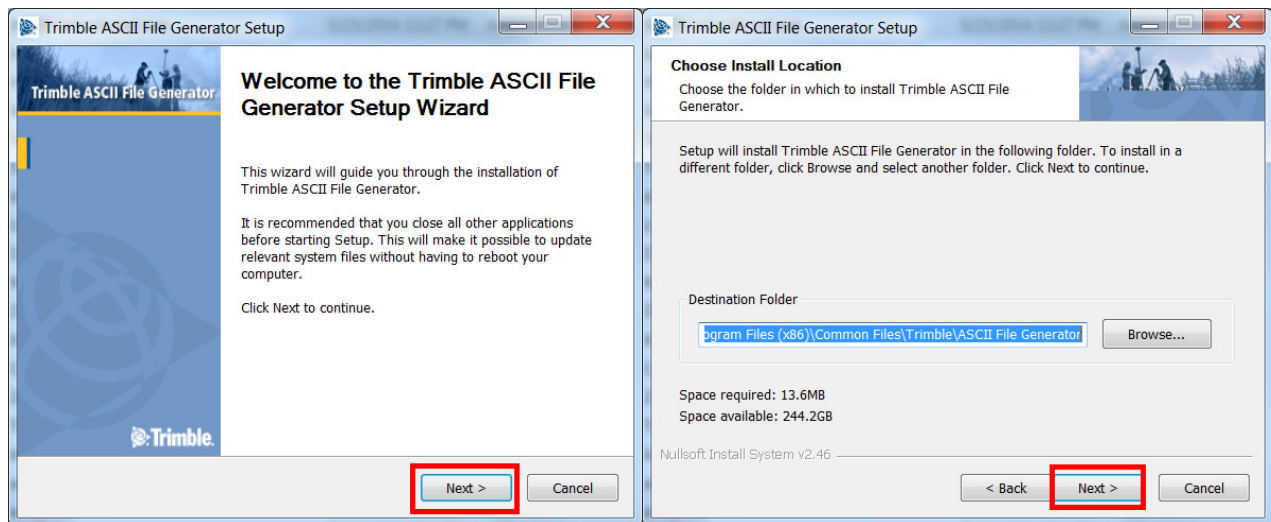 Trimble ASCII File Generator Setup
Trimble ASCII File Generator
Welcome to the Trimble ASCII File
Generator Setup Wizard
This wizard will guide you through the installation of
Trimble ASCII File Generator.
It is recommended that you close all other applications
before starting Setup. This will make it possible to update
relevant system files without having to reboot your
computer.
Click Next to continue.
Trimble.
Next >
Cancel
Trimble ASCII File Generator Setup
Choose Install Location
Choose the folder in which to install Trimble ASCII File
Generator.
Setup will install Trimble ASCII File Generator in the following folder. To install in a
different folder, click Browse and select another folder. Click Next to continue.
Destination Folder
ogram Files (x86)\Common Files\Trimble\ASCII File Generator
Browse...
Space required: 13.6MB
Space available: 244.2GB
Nullsoft Install System v2.46
< Back
Next >
Cancel